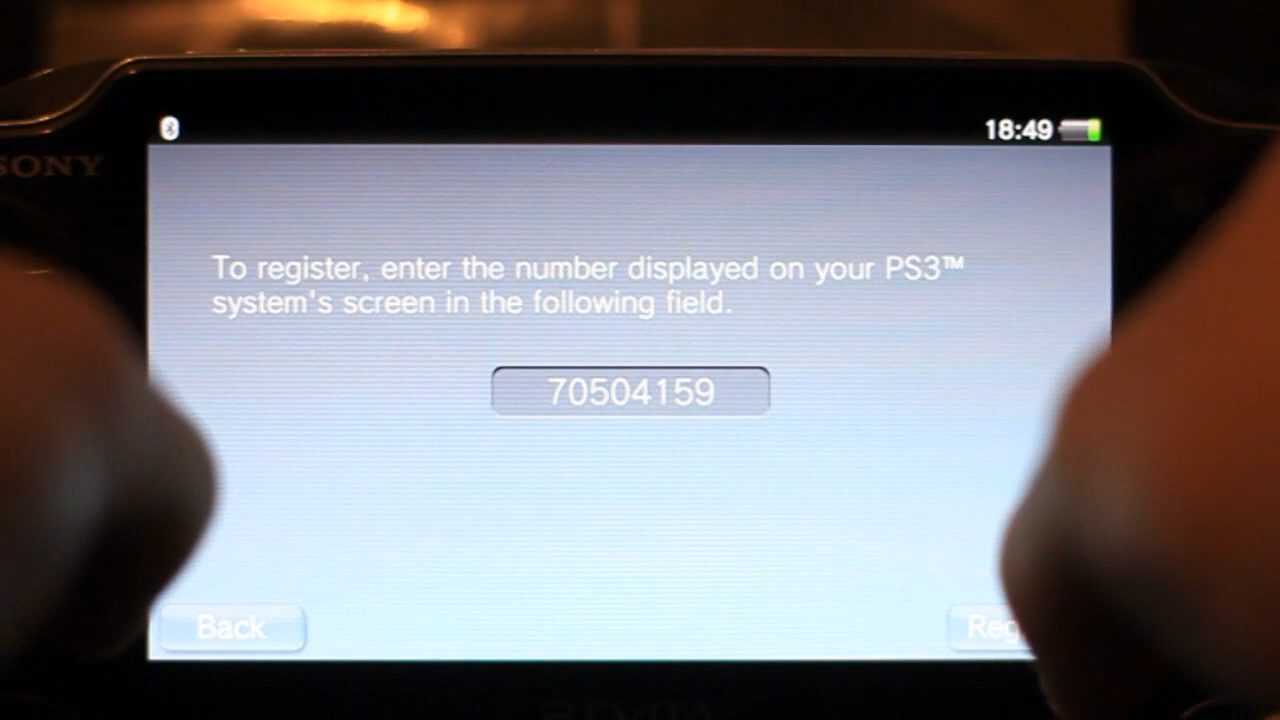 18:49
SONY
To register, enter the number displayed on your PS3™
system's screen in the following field.
70504159
Back